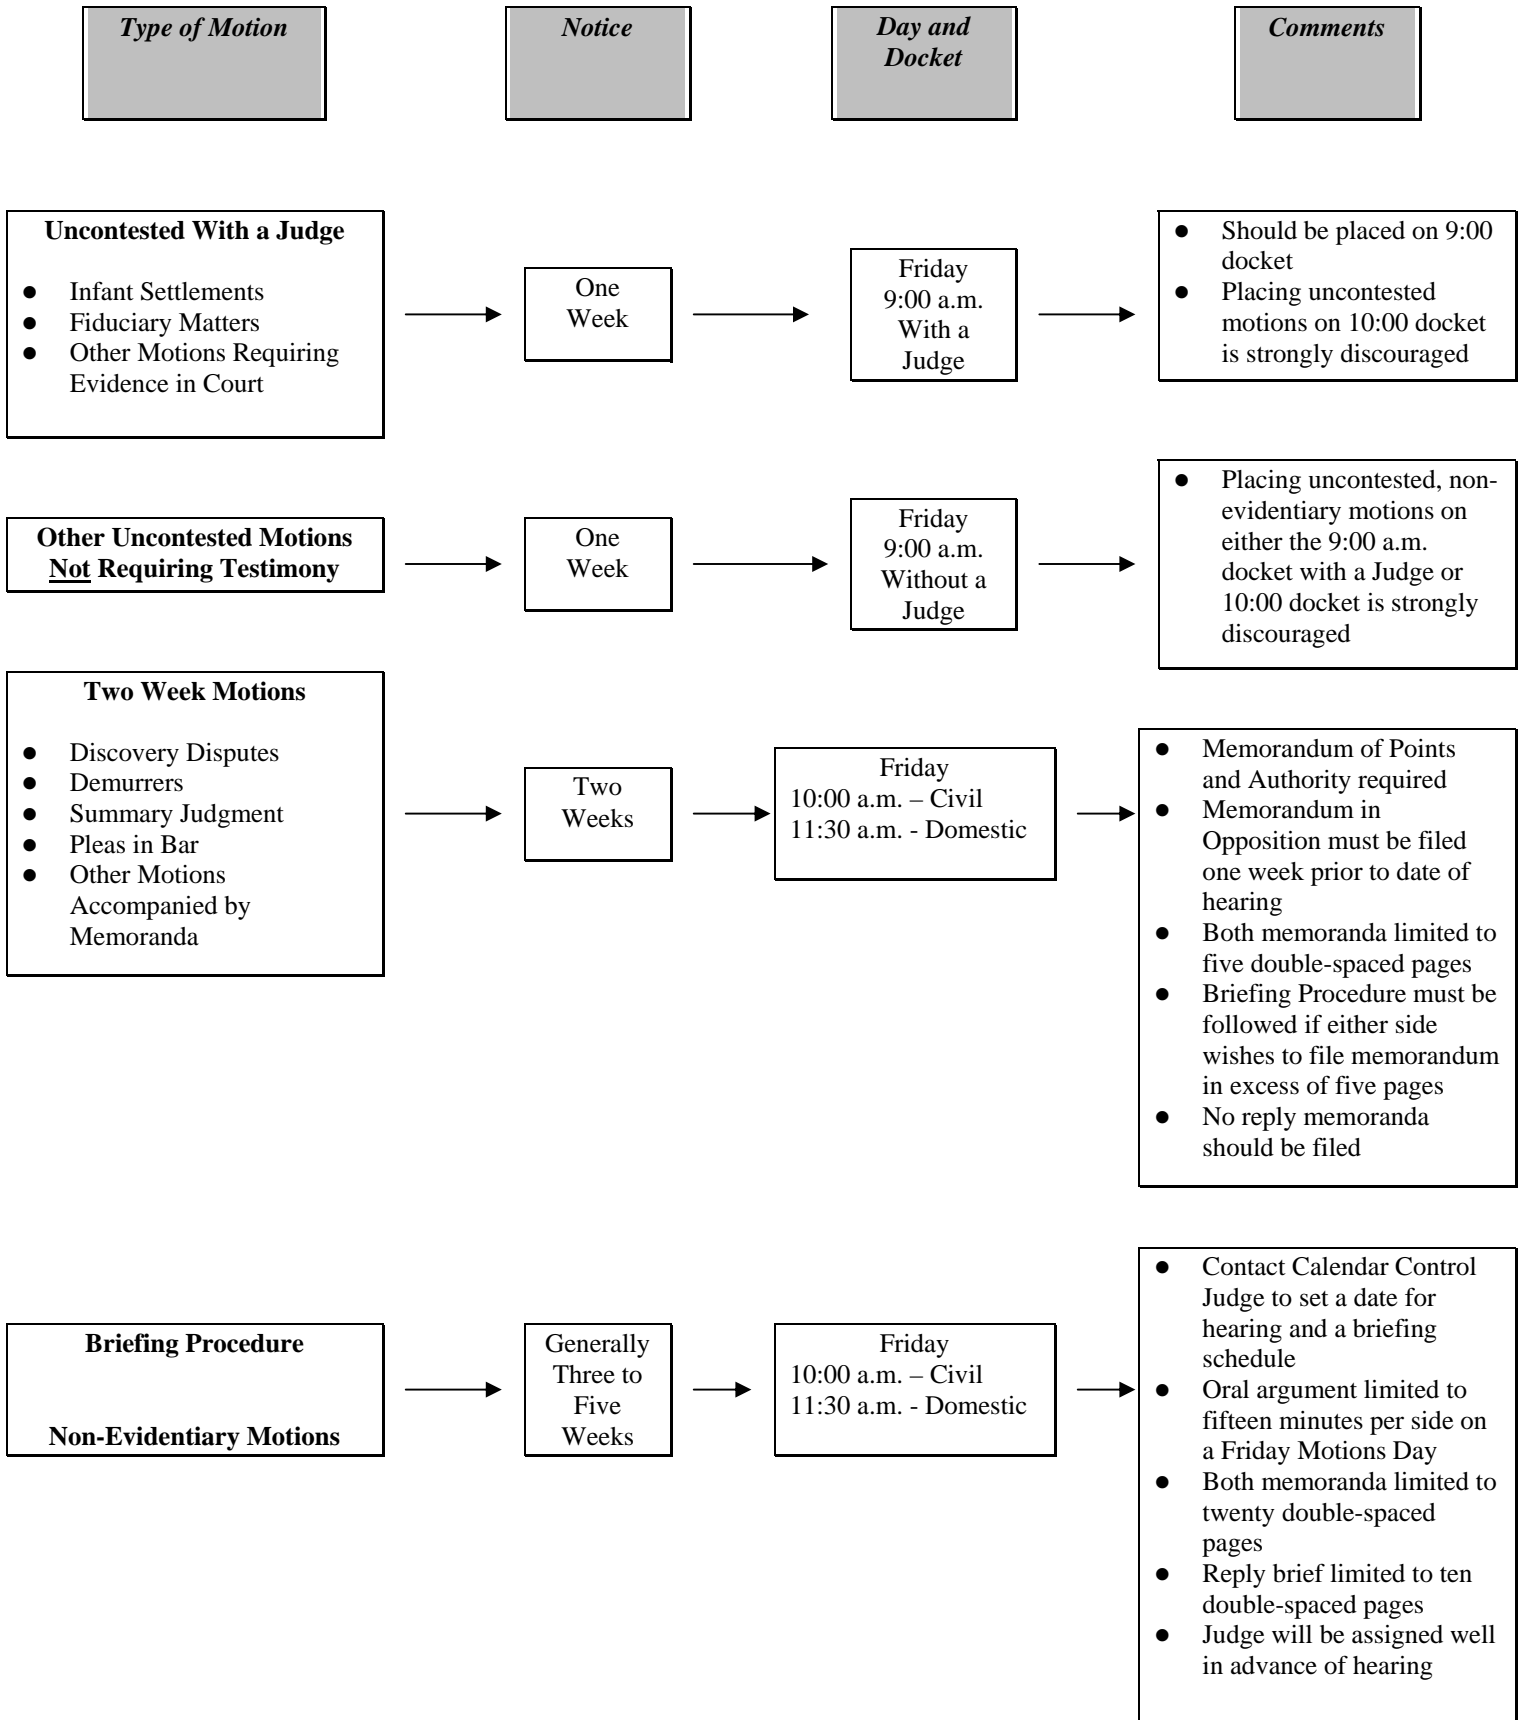 Type of Motion
Notice
Day and
Docket
Comments
Uncontested With a Judge
● Infant Settlements
● Fiduciary Matters
● Other Motions Requiring
Evidence in Court
One
Week
Friday
9:00 a.m.
With a
Judge
● Should be placed on 9:00
docket
● Placing uncontested
motions on 10:00 docket
is strongly discouraged
Other Uncontested Motions
Not Requiring Testimony
One
Week
Friday
9:00 a.m.
Without a
Judge
● Placing uncontested, non-
evidentiary motions on
either the 9:00 a.m.
docket with a Judge or
10:00 docket is strongly
discouraged
Two Week Motions
● Discovery Disputes
● Demurrers
● Summary Judgment
● Pleas in Bar
● Other Motions
Accompanied by
Memoranda
Two
Weeks
Friday
10:00 a.m. – Civil
11:30 a.m. - Domestic
● Memorandum of Points
and Authority required
● Memorandum in
Opposition must be filed
one week prior to date of
hearing
● Both memoranda limited to
five double-spaced pages
● Briefing Procedure must be
followed if either side
wishes to file memorandum
in excess of five pages
● No reply memoranda
should be filed
Briefing Procedure
Non-Evidentiary Motions
Generally
Three to
Five
Weeks
Friday
10:00 a.m. – Civil
11:30 a.m. - Domestic
● Contact Calendar Control
Judge to set a date for
hearing and a briefing
schedule
● Oral argument limited to
fifteen minutes per side on
a Friday Motions Day
● Both memoranda limited to
twenty double-spaced
pages
● Reply brief limited to ten
double-spaced pages
● Judge will be assigned well
in advance of hearing